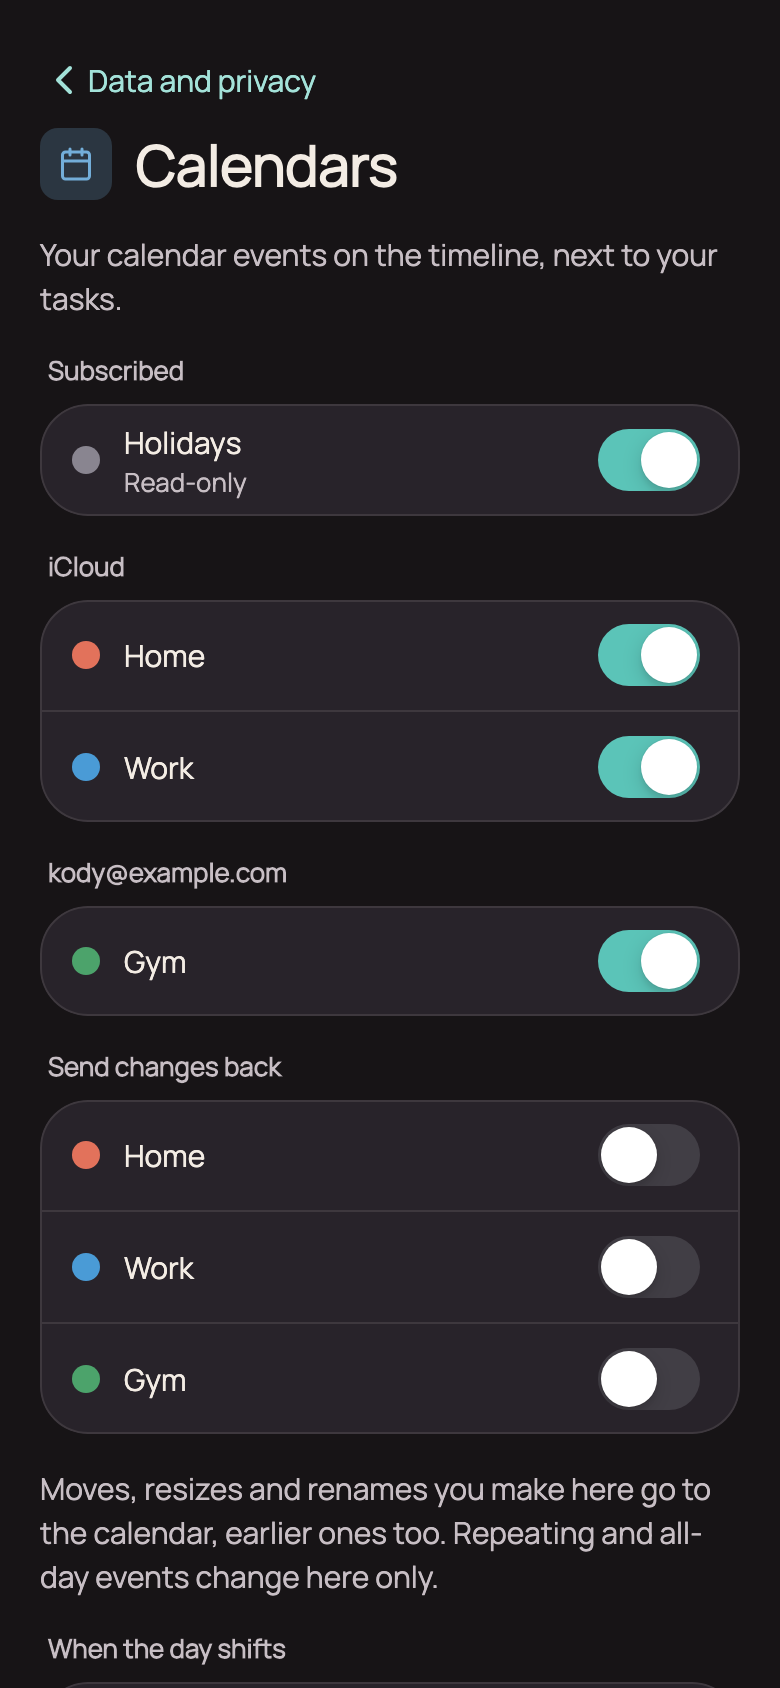 Data and privacy
Calendars
Your calendar events on the timeline, next to your
tasks.
Subscribed
Holidays
Read-only
iCloud
Home
Work
kody@example.com
Gym
Send changes back
Home
Work
Gym
Moves, resizes and renames you make here go to
the calendar, earlier ones too. Repeating and all-
day events change here only.
When the day shifts